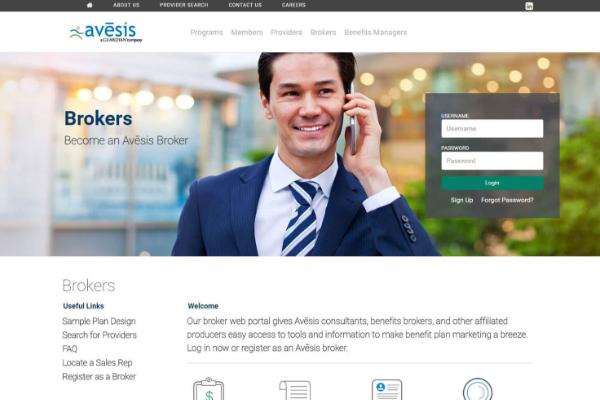 ABOUT US PROVIDER SEARCH CONTACT US CAREERS in
avēsis
a GUARDIAN company
Programs Members Providers Brokers Benefits Managers
Brokers
Become an Avēsis Broker
USERNAME
Username
PASSWORD
Password
Login
Sign Up Forgot Password?
Brokers
Useful Links
Sample Plan Design
Search for Providers
FAQ
Locate a Sales Rep
Register as a Broker
Welcome
Our broker web portal gives Avēsis consultants, benefits brokers, and other affiliated
producers easy access to tools and information to make benefit plan marketing a breeze.
Log in now or register as an Avēsis broker.
$